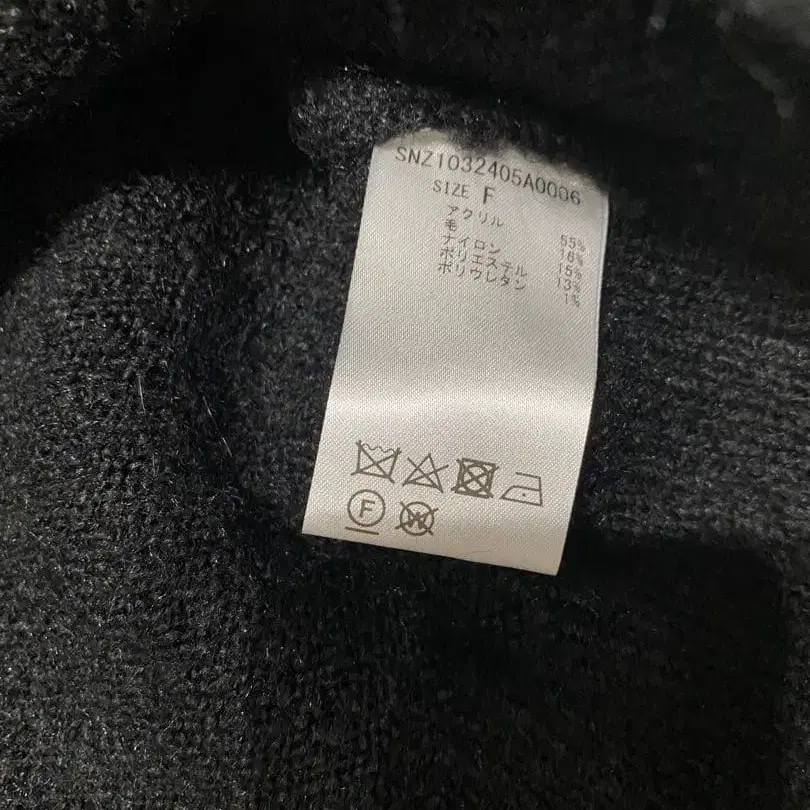 SNZ1032405A0006
SIZE F
アクリル 55%
毛 16%
ナイロン 15%
ポリエステル 13%
ポリウレタン 1%
F W